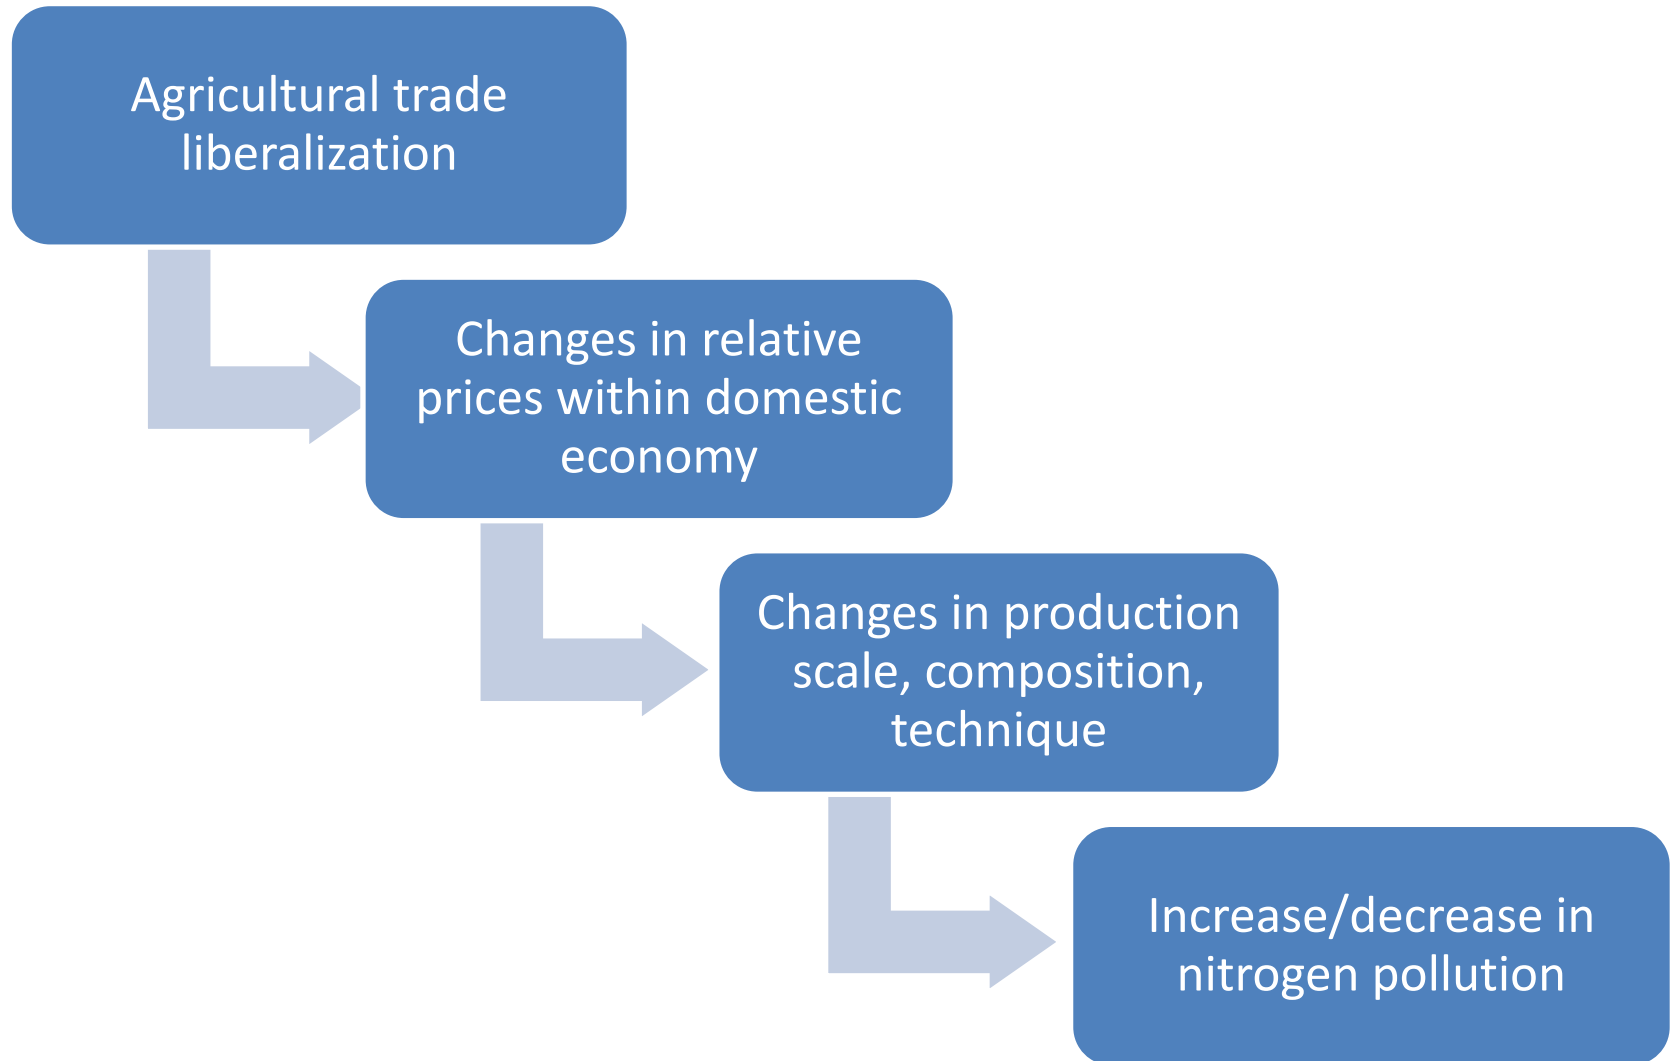 Agricultural trade
liberalization
Changes in relative
prices within domestic
economy
Changes in production
scale, composition,
technique
Increase/decrease in
nitrogen pollution